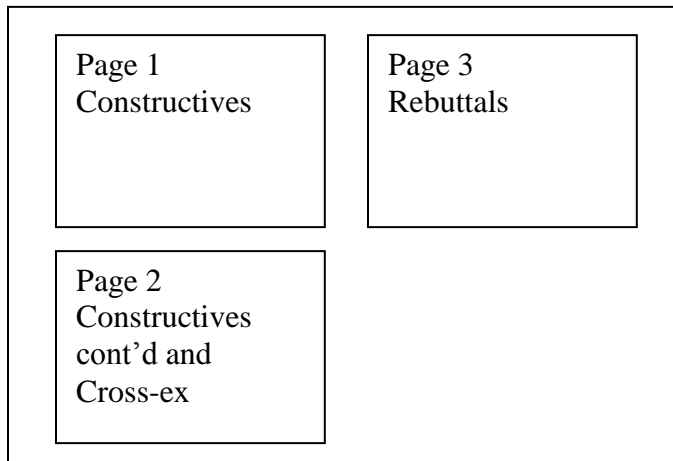 Page 1
Constructives
Page 3
Rebuttals
Page 2
Constructives
cont’d and
Cross-ex